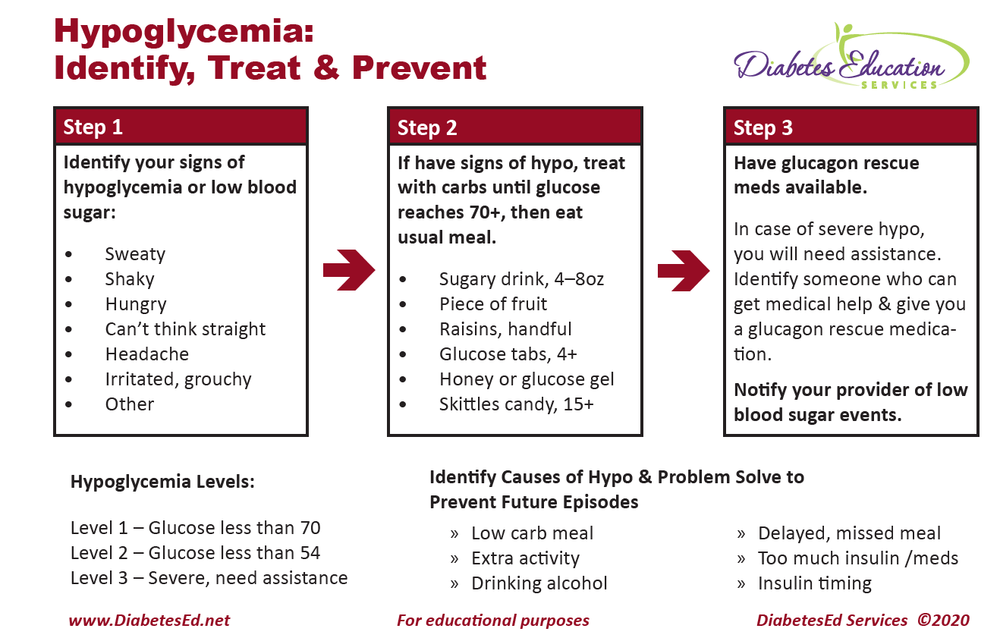 Hypoglycemia:
Identify, Treat & Prevent
Diabetes Education
SERVICES
Step 1
Identify your signs of
hypoglycemia or low blood
sugar:
• Sweaty
• Shaky
• Hungry
• Can’t think straight
• Headache
• Irritated, grouchy
• Other
Step 2
If have signs of hypo, treat
with carbs until glucose
reaches 70+, then eat
usual meal.
• Sugary drink, 4–8oz
• Piece of fruit
• Raisins, handful
• Glucose tabs, 4+
• Honey or glucose gel
• Skittles candy, 15+
Step 3
Have glucagon rescue
meds available.
In case of severe hypo,
you will need assistance.
Identify someone who can
get medical help & give you
a glucagon rescue medica-
tion.
Notify your provider of low
blood sugar events.
Hypoglycemia Levels:
Level 1 – Glucose less than 70
Level 2 – Glucose less than 54
Level 3 – Severe, need assistance
Identify Causes of Hypo & Problem Solve to
Prevent Future Episodes
» Low carb meal
» Extra activity
» Drinking alcohol
» Delayed, missed meal
» Too much insulin /meds
» Insulin timing
www.DiabetesEd.net
For educational purposes
DiabetesEd Services ©2020